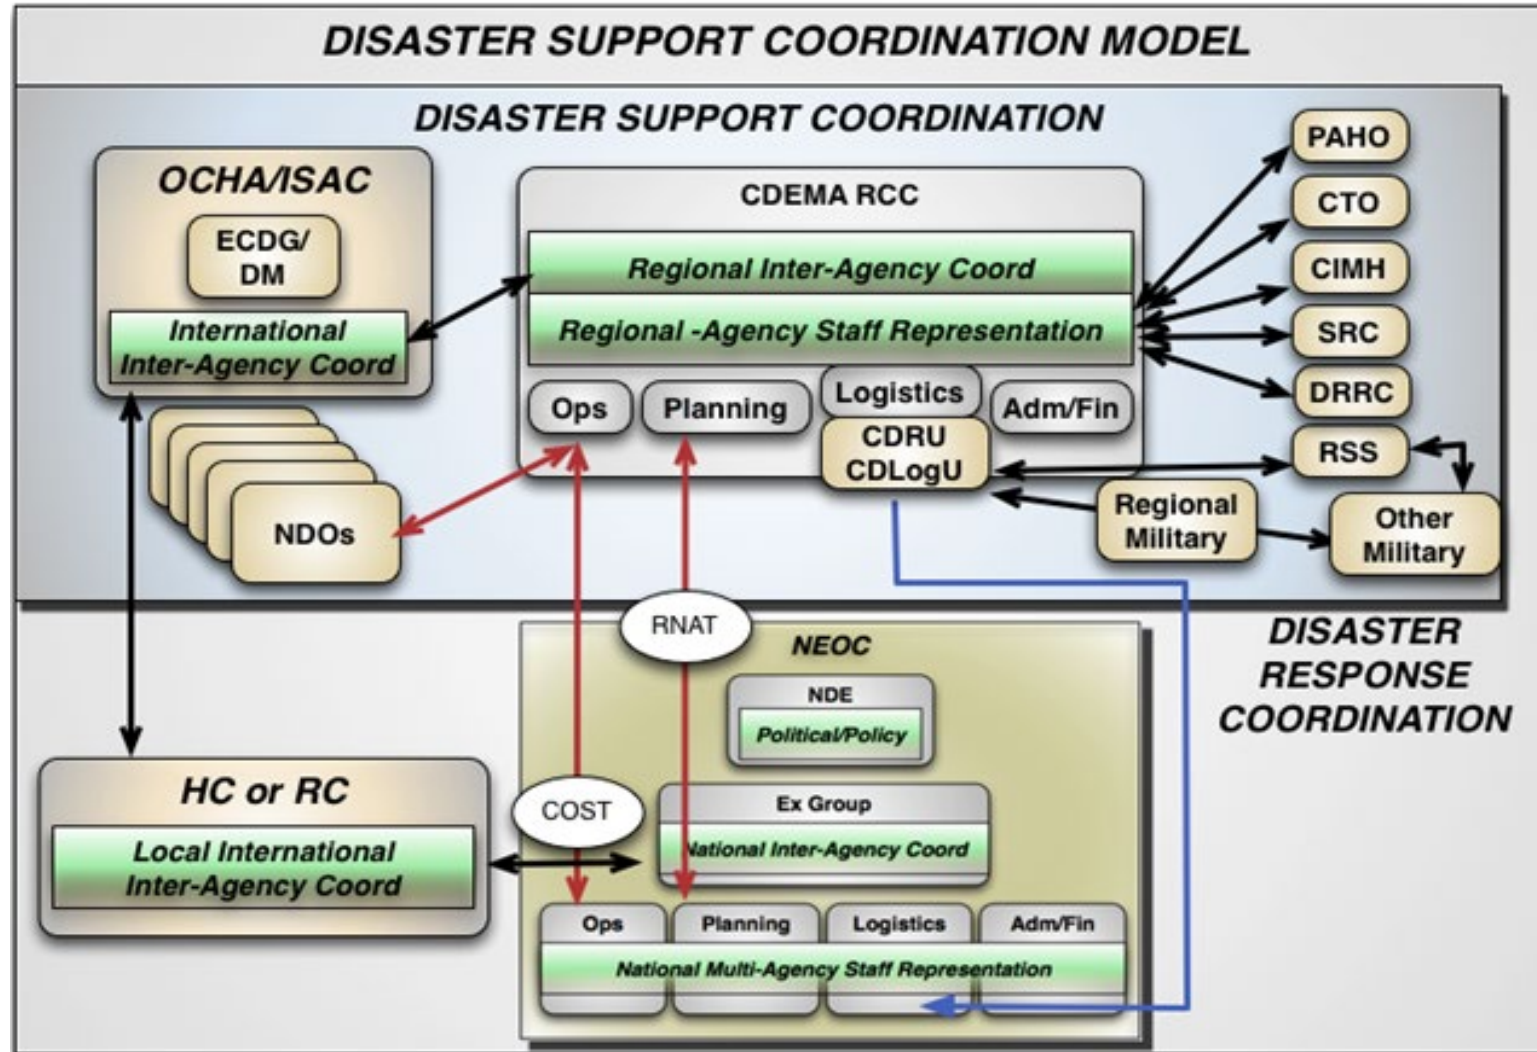 DISASTER SUPPORT COORDINATION MODEL
DISASTER SUPPORT COORDINATION
OCHA/ISAC
ECDG/
DM
International
Inter-Agency Coord
NDOs
CDEMA RCC
Regional Inter-Agency Coord
Regional -Agency Staff Representation
Ops
Planning
Logistics
Adm/Fin
CDRU
CDLogU
PAHO
CTO
CIMH
SRC
DRRC
RSS
Regional
Military
Other
Military
DISASTER
RESPONSE
COORDINATION
RNAT
COST
HC or RC
Local International
Inter-Agency Coord
NEOC
NDE
Political/Policy
Ex Group
National Inter-Agency Coord
Ops
Planning
Logistics
Adm/Fin
National Multi-Agency Staff Representation